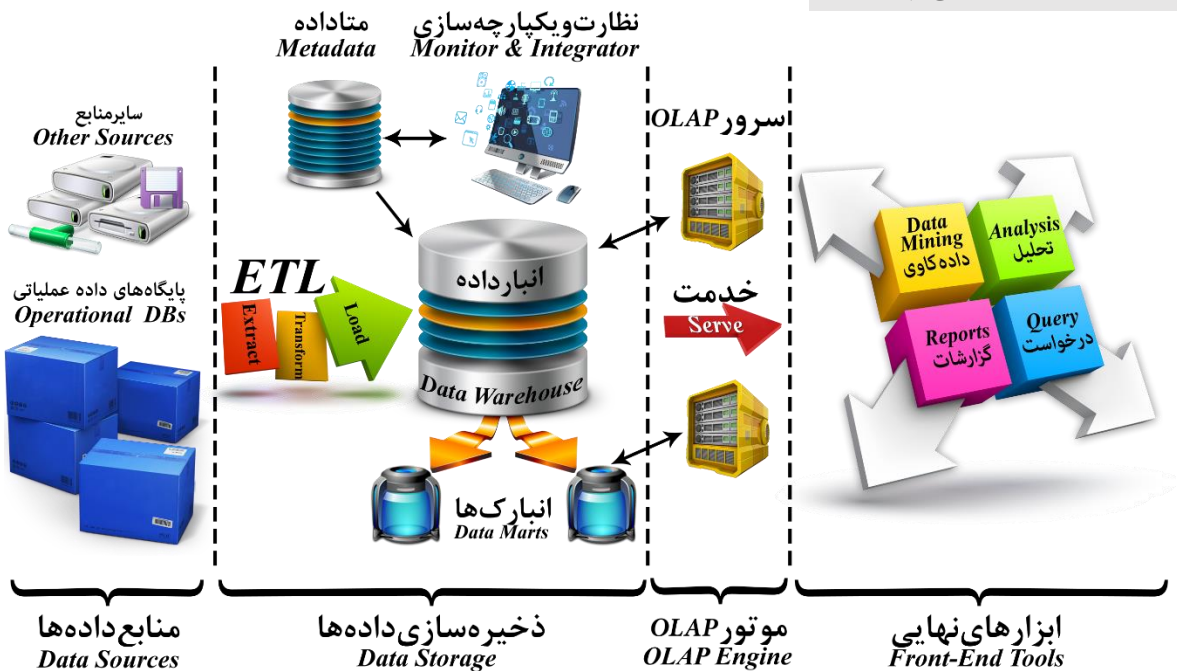 متاداده
Metadata
نظارت‌ویکپارچه‌سازی
Monitor & Integrator
سایرمنابع
Other Sources
پایگاه‌های داده عملیاتی
Operational DBs
ETL
Extract
Transform
Load
انبارداده
Data Warehouse
انبارک‌ها
Data Marts
سرور OLAP
خدمت
Serve
Data
Mining
داده‌کاوی
Analysis
تحلیل
Reports
گزارشات
Query
درخواست
منابع‌داده‌ها
Data Sources
ذخیره‌سازی‌داده‌ها
Data Storage
موتور OLAP
OLAP Engine
ابزارهای‌نهایی
Front-End Tools